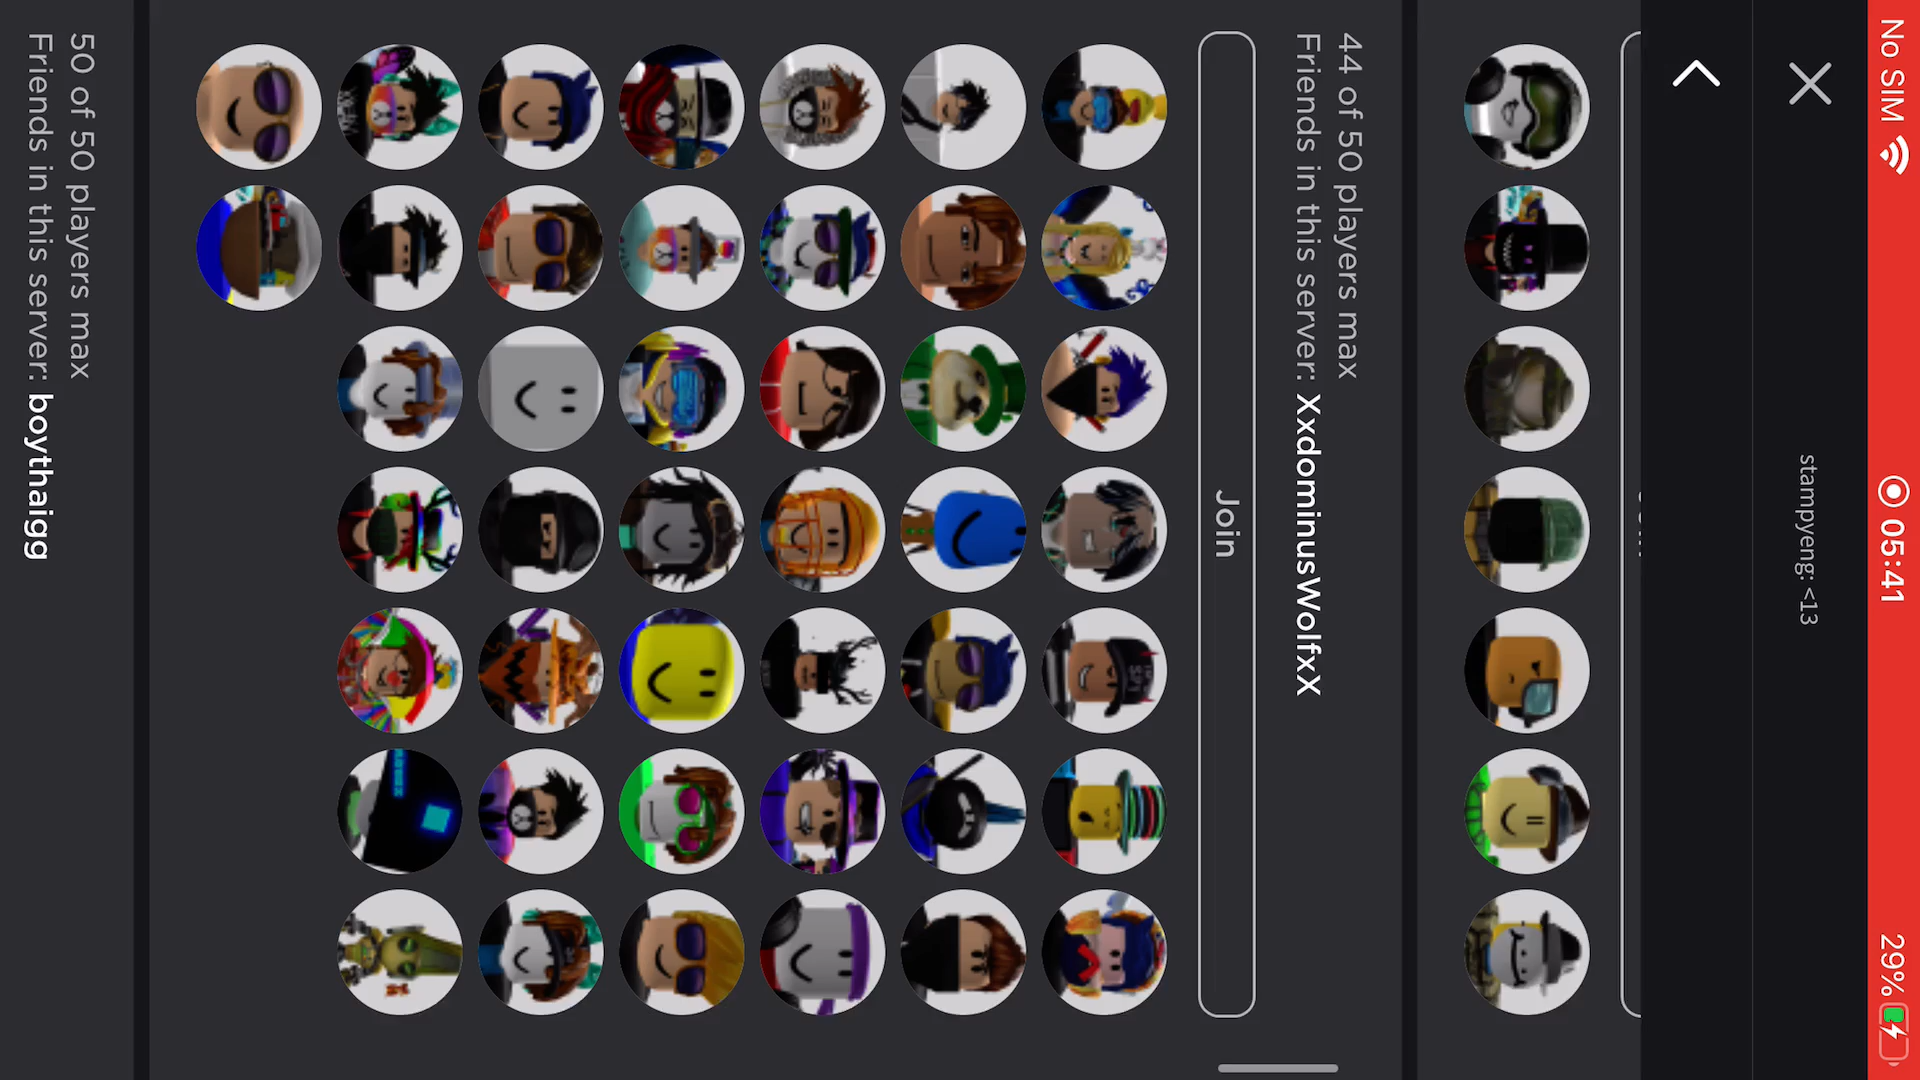 No SIM 05:41 29%
stampyeng: <13
44 of 50 players max
Friends in this server: XxdominusWolfxX
Join
50 of 50 players max
Friends in this server: boythaigg